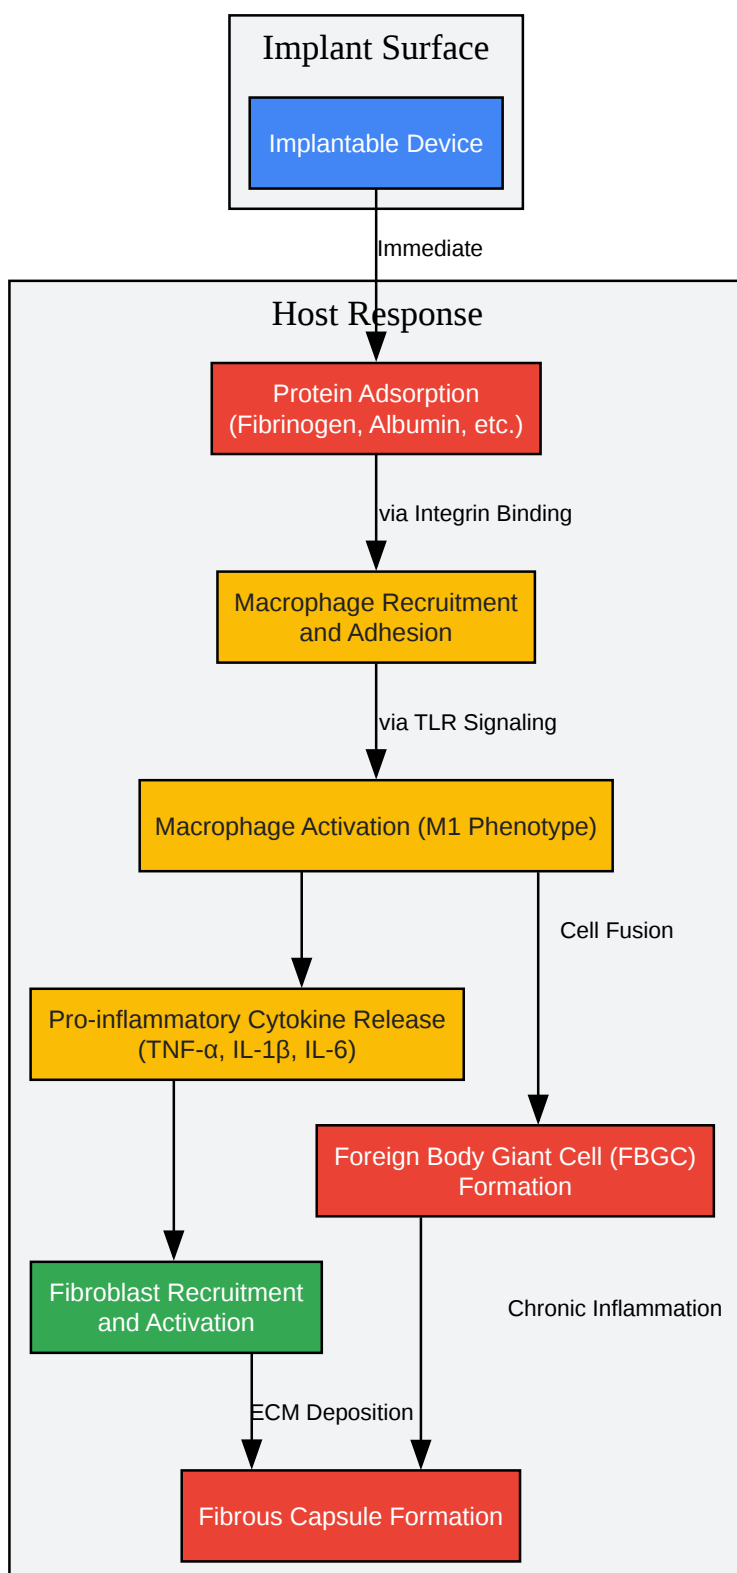 Implant Surface
Implantable Device
Immediate
Host Response
Protein Adsorption
(Fibrinogen, Albumin, etc.)
via Integrin Binding
Macrophage Recruitment
and Adhesion
via TLR Signaling
Macrophage Activation (M1 Phenotype)
Cell Fusion
Pro-inflammatory Cytokine Release
(TNF-α, IL-1β, IL-6)
Foreign Body Giant Cell (FBGC)
Formation
Fibroblast Recruitment
and Activation
Chronic Inflammation
ECM Deposition
Fibrous Capsule Formation